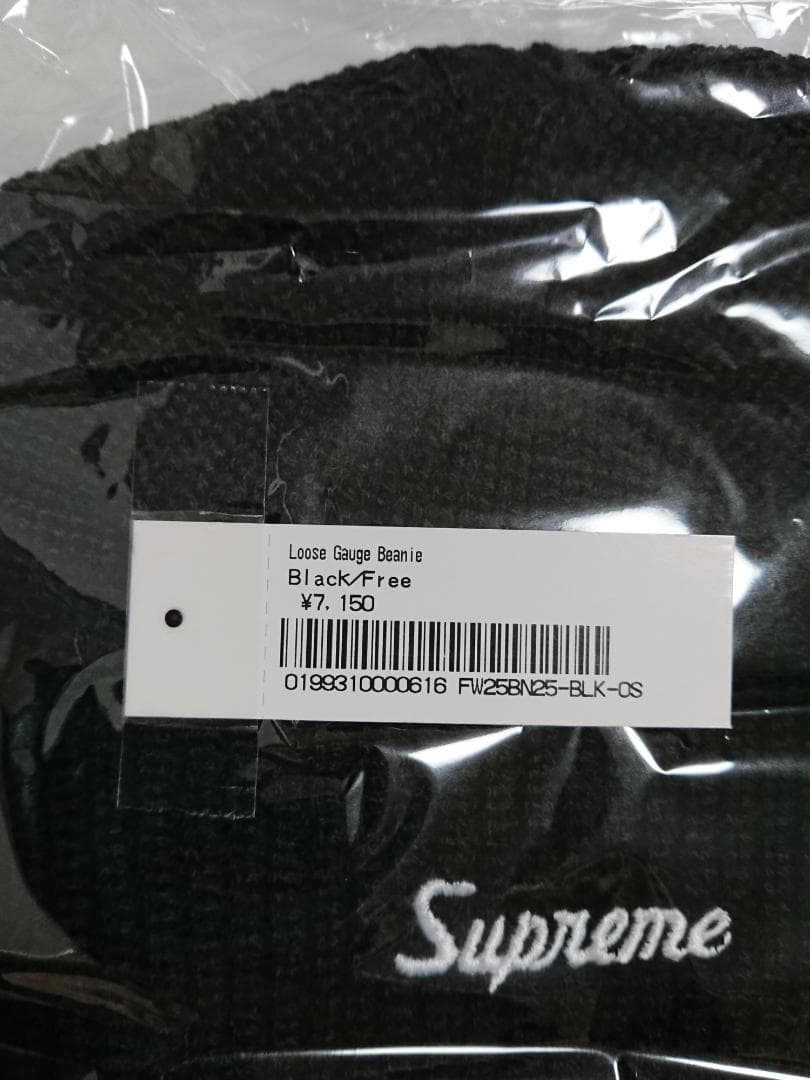 Loose Gauge Beanie
Black/Free
¥7,150
0199310000616 FW25BN25-BLK-OS
Supreme